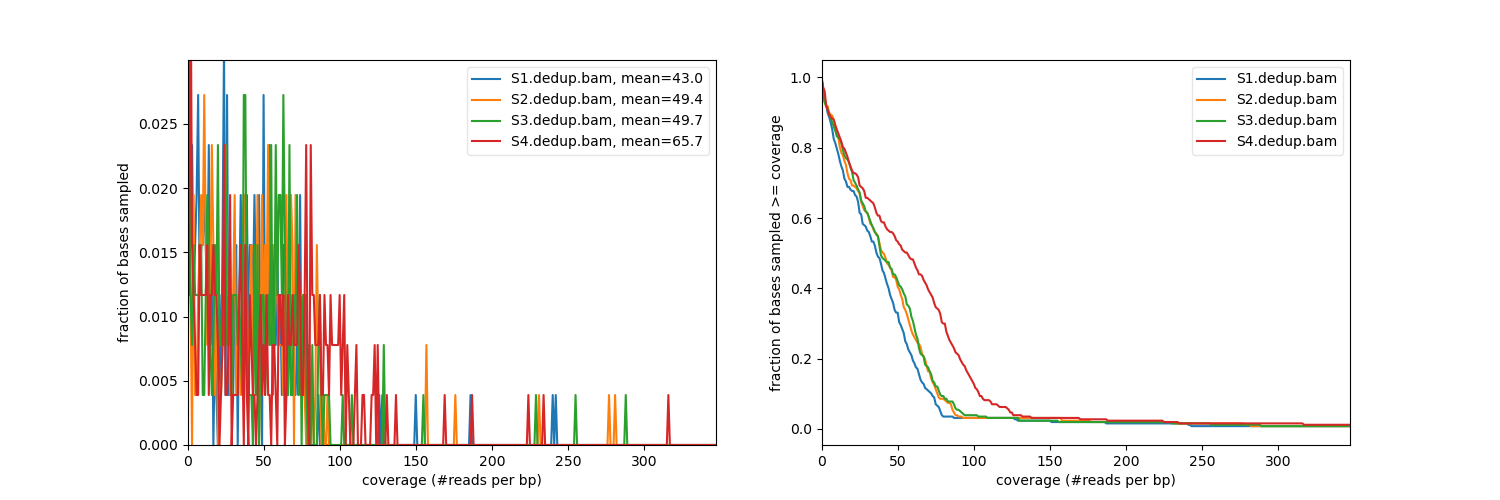 fraction of bases sampled
0.025
0.020
0.015
0.010
0.005
0.000
S1.dedup.bam, mean=43.0
S2.dedup.bam, mean=49.4
S3.dedup.bam, mean=49.7
S4.dedup.bam, mean=65.7
0 50 100 150 200 250 300
coverage (#reads per bp)
fraction of bases sampled >= coverage
1.0
0.8
0.6
0.4
0.2
0.0
S1.dedup.bam
S2.dedup.bam
S3.dedup.bam
S4.dedup.bam
0 50 100 150 200 250 300
coverage (#reads per bp)